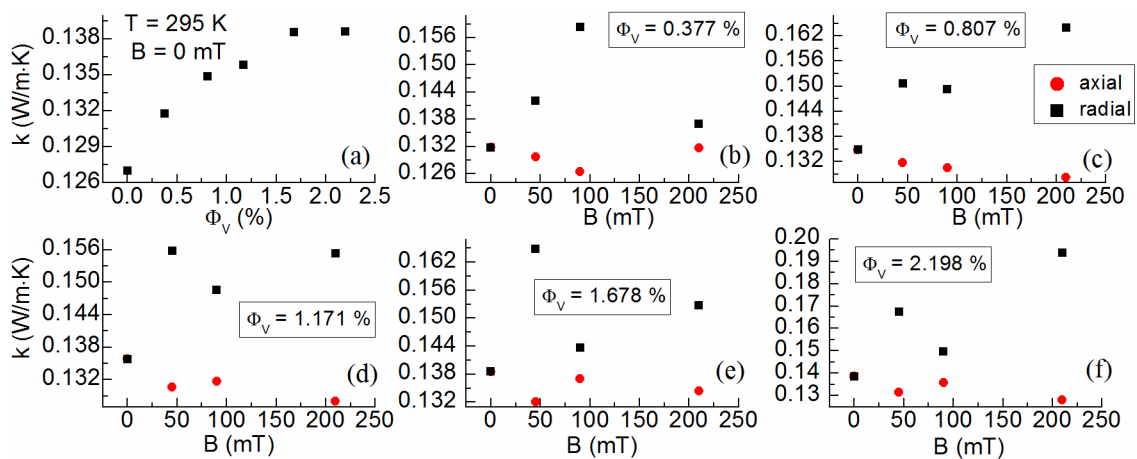 T = 295 K
B = 0 mT
k (W/m·K)
0.138
0.135
0.132
0.129
0.126
0.0 0.5 1.0 1.5 2.0 2.5
ΦV (%)
(a)
0.156
0.150
0.144
0.138
0.132
0.126
ΦV = 0.377 %
0 50 100 150 200 250
B (mT)
(b)
0.162
0.156
0.150
0.144
0.138
0.132
ΦV = 0.807 %
axial
radial
0 50 100 150 200 250
B (mT)
(c)
k (W/m·K)
0.156
0.150
0.144
0.138
0.132
ΦV = 1.171 %
0 50 100 150 200 250
B (mT)
(d)
0.162
0.156
0.150
0.144
0.138
0.132
ΦV = 1.678 %
0 50 100 150 200 250
B (mT)
(e)
0.20
0.19
0.18
0.17
0.16
0.15
0.14
0.13
ΦV = 2.198 %
0 50 100 150 200 250
B (mT)
(f)